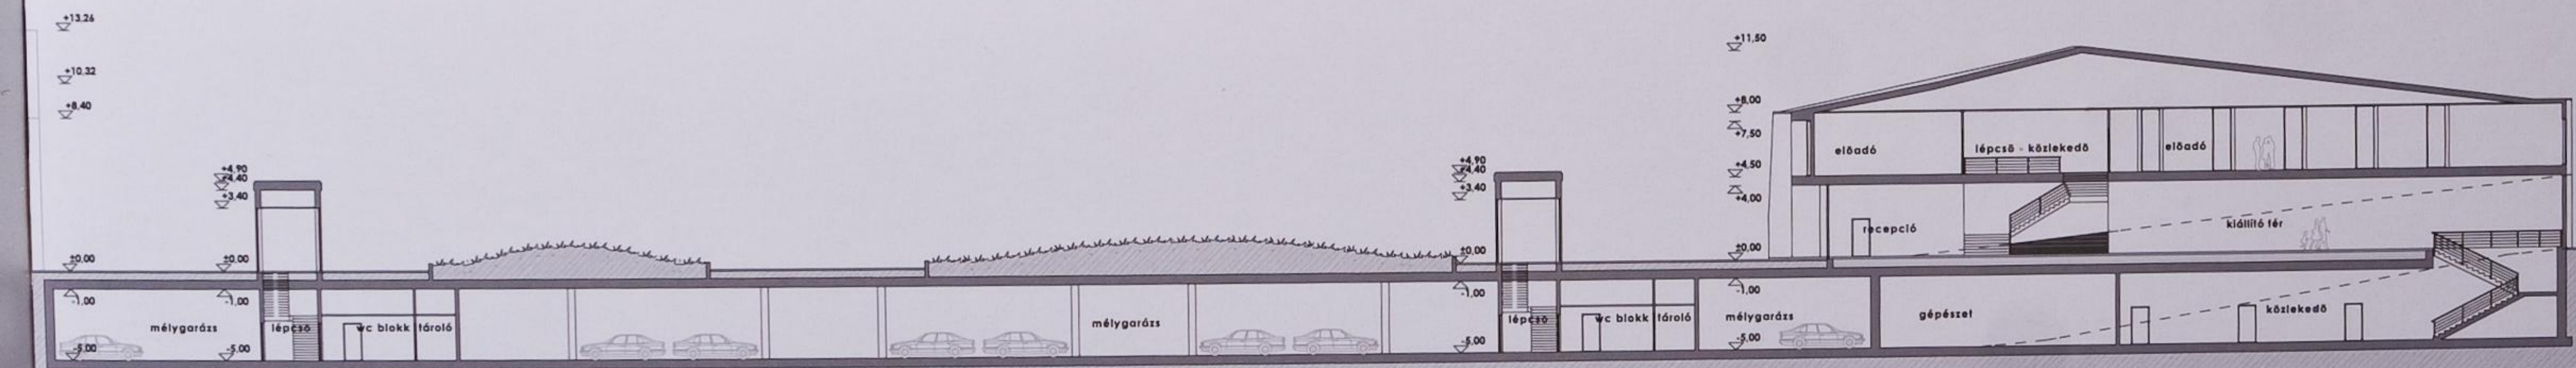 +13,26
+10,32
+8,40
+4,90
+4,40
+3,40
±0,00
±0,00
-1,00
-1,00
mélygarázs
lépcső
wc blokk
tároló
-5,00
-5,00
mélygarázs
+4,90
+4,40
+3,40
±0,00
-1,00
lépcső
wc blokk
tároló
-5,00
+11,50
+8,00
+7,50
+4,50
+4,00
±0,00
-1,00
mélygarázs
-5,00
előadó
lépcső - közlekedő
előadó
recepció
kiállító tér
gépészet
közlekedő